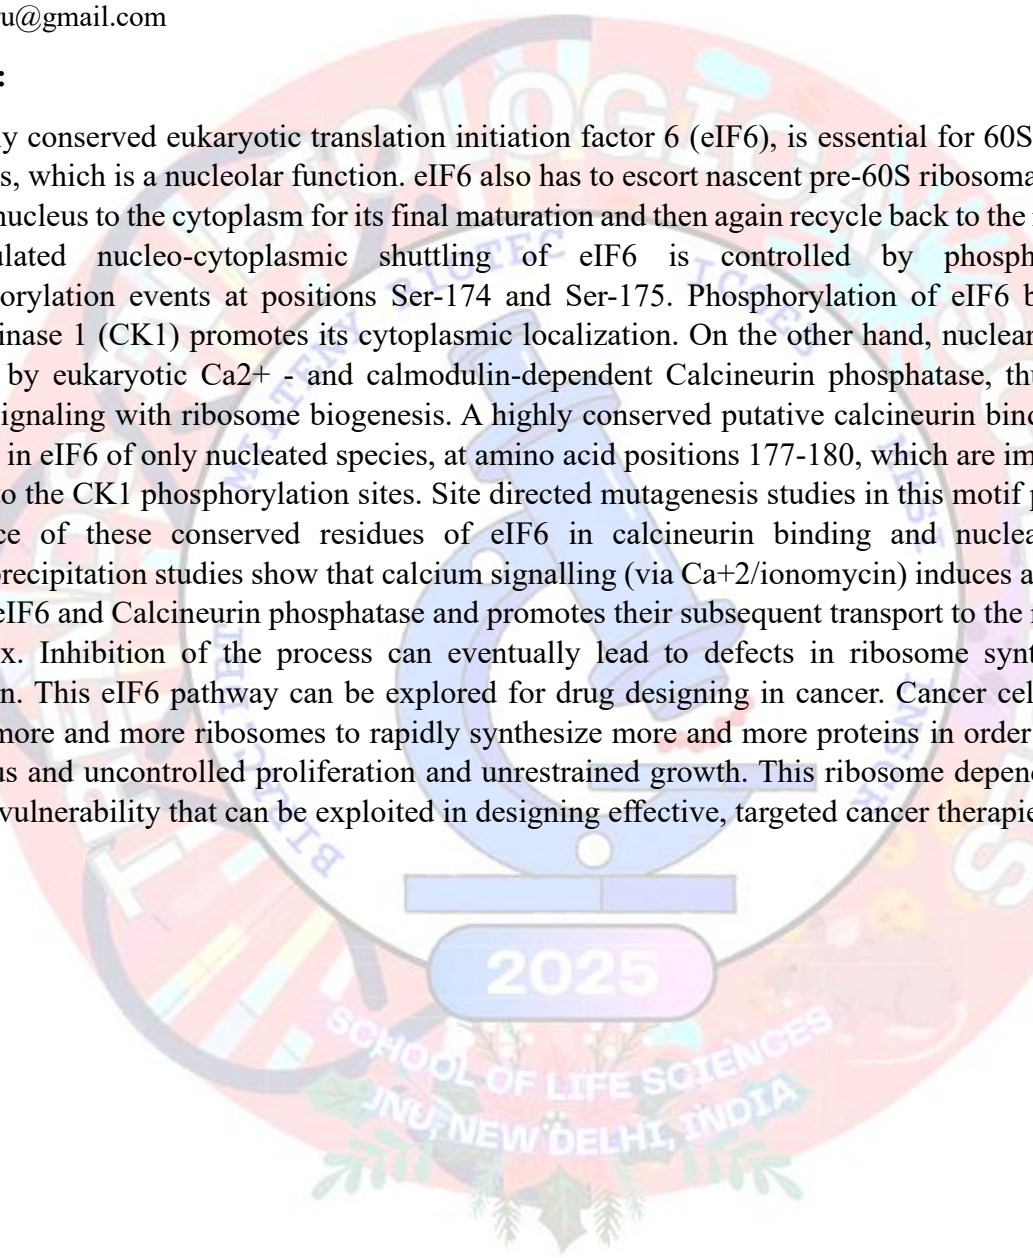 ru@gmail.com
:
ly conserved eukaryotic translation initiation factor 6 (eIF6), is essential for 60S
s, which is a nucleolar function. eIF6 also has to escort nascent pre-60S ribosoma
nucleus to the cytoplasm for its final maturation and then again recycle back to the
ulated nucleo-cytoplasmic shuttling of eIF6 is controlled by phosph
orylation events at positions Ser-174 and Ser-175. Phosphorylation of eIF6 b
inase 1 (CK1) promotes its cytoplasmic localization. On the other hand, nuclear
by eukaryotic Ca2+ - and calmodulin-dependent Calcineurin phosphatase, thu
ignaling with ribosome biogenesis. A highly conserved putative calcineurin bind
in eIF6 of only nucleated species, at amino acid positions 177-180, which are im
to the CK1 phosphorylation sites. Site directed mutagenesis studies in this motif p
ce of these conserved residues of eIF6 in calcineurin binding and nuclea
precipitation studies show that calcium signalling (via Ca+2/ionomycin) induces a
eIF6 and Calcineurin phosphatase and promotes their subsequent transport to the
x. Inhibition of the process can eventually lead to defects in ribosome synt
n. This eIF6 pathway can be explored for drug designing in cancer. Cancer cel
more and more ribosomes to rapidly synthesize more and more proteins in order
us and uncontrolled proliferation and unrestrained growth. This ribosome depend
vulnerability that can be exploited in designing effective, targeted cancer therapie
2025
SCHOOL OF LIFE SCIENCES
JNU, NEW DELHI, INDIA